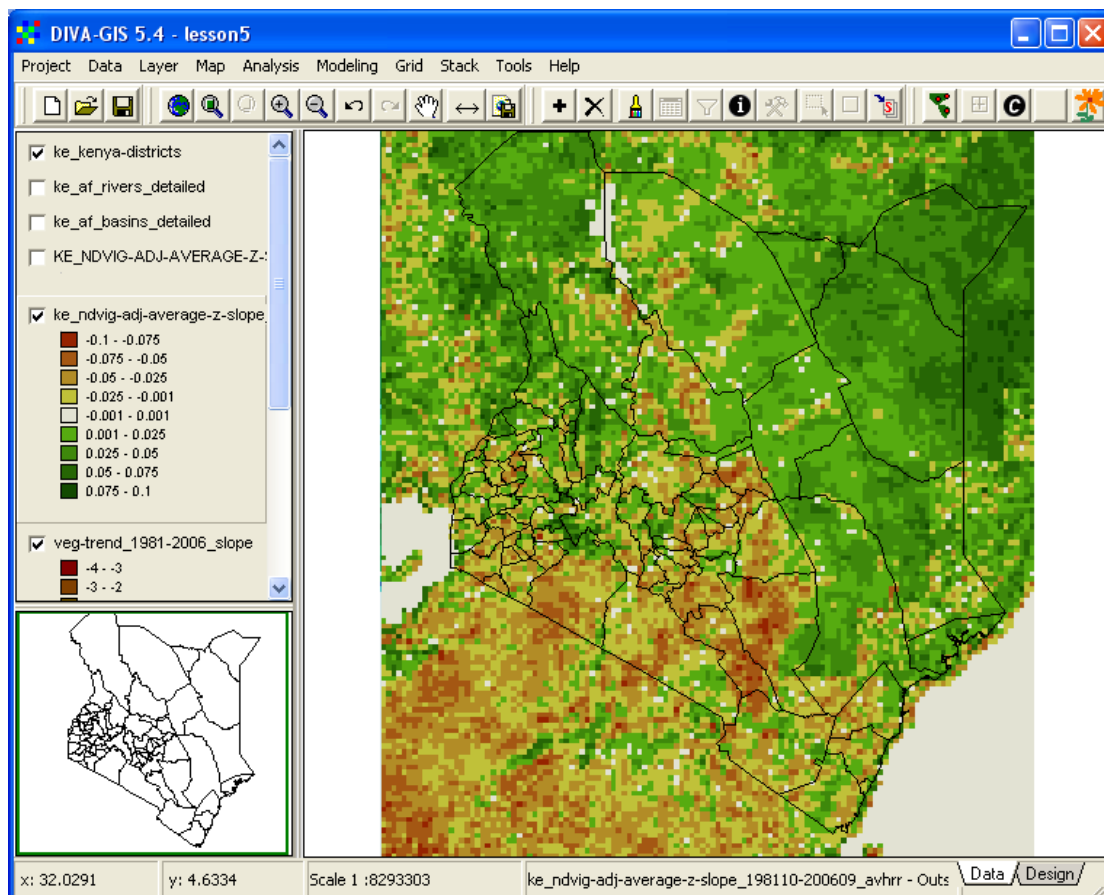 DIVA-GIS 5.4 - lesson5
Project Data Layer Map Analysis Modeling Grid Stack Tools Help
ke_kenya-districts
ke_af_rivers_detailed
ke_af_basins_detailed
KE_NDVIG-ADJ-AVERAGE-Z-
ke_ndvig-adj-average-z-slope_
-0.1 - -0.075
-0.075 - -0.05
-0.05 - -0.025
-0.025 - -0.001
-0.001 - 0.001
0.001 - 0.025
0.025 - 0.05
0.05 - 0.075
0.075 - 0.1
veg-trend_1981-2006_slope
-4 - -3
-3 - -2
x: 32.0291 y: 4.6334 Scale 1 :8293303 ke_ndvig-adj-average-z-slope_198110-200609_avhrr - Outs Data Design